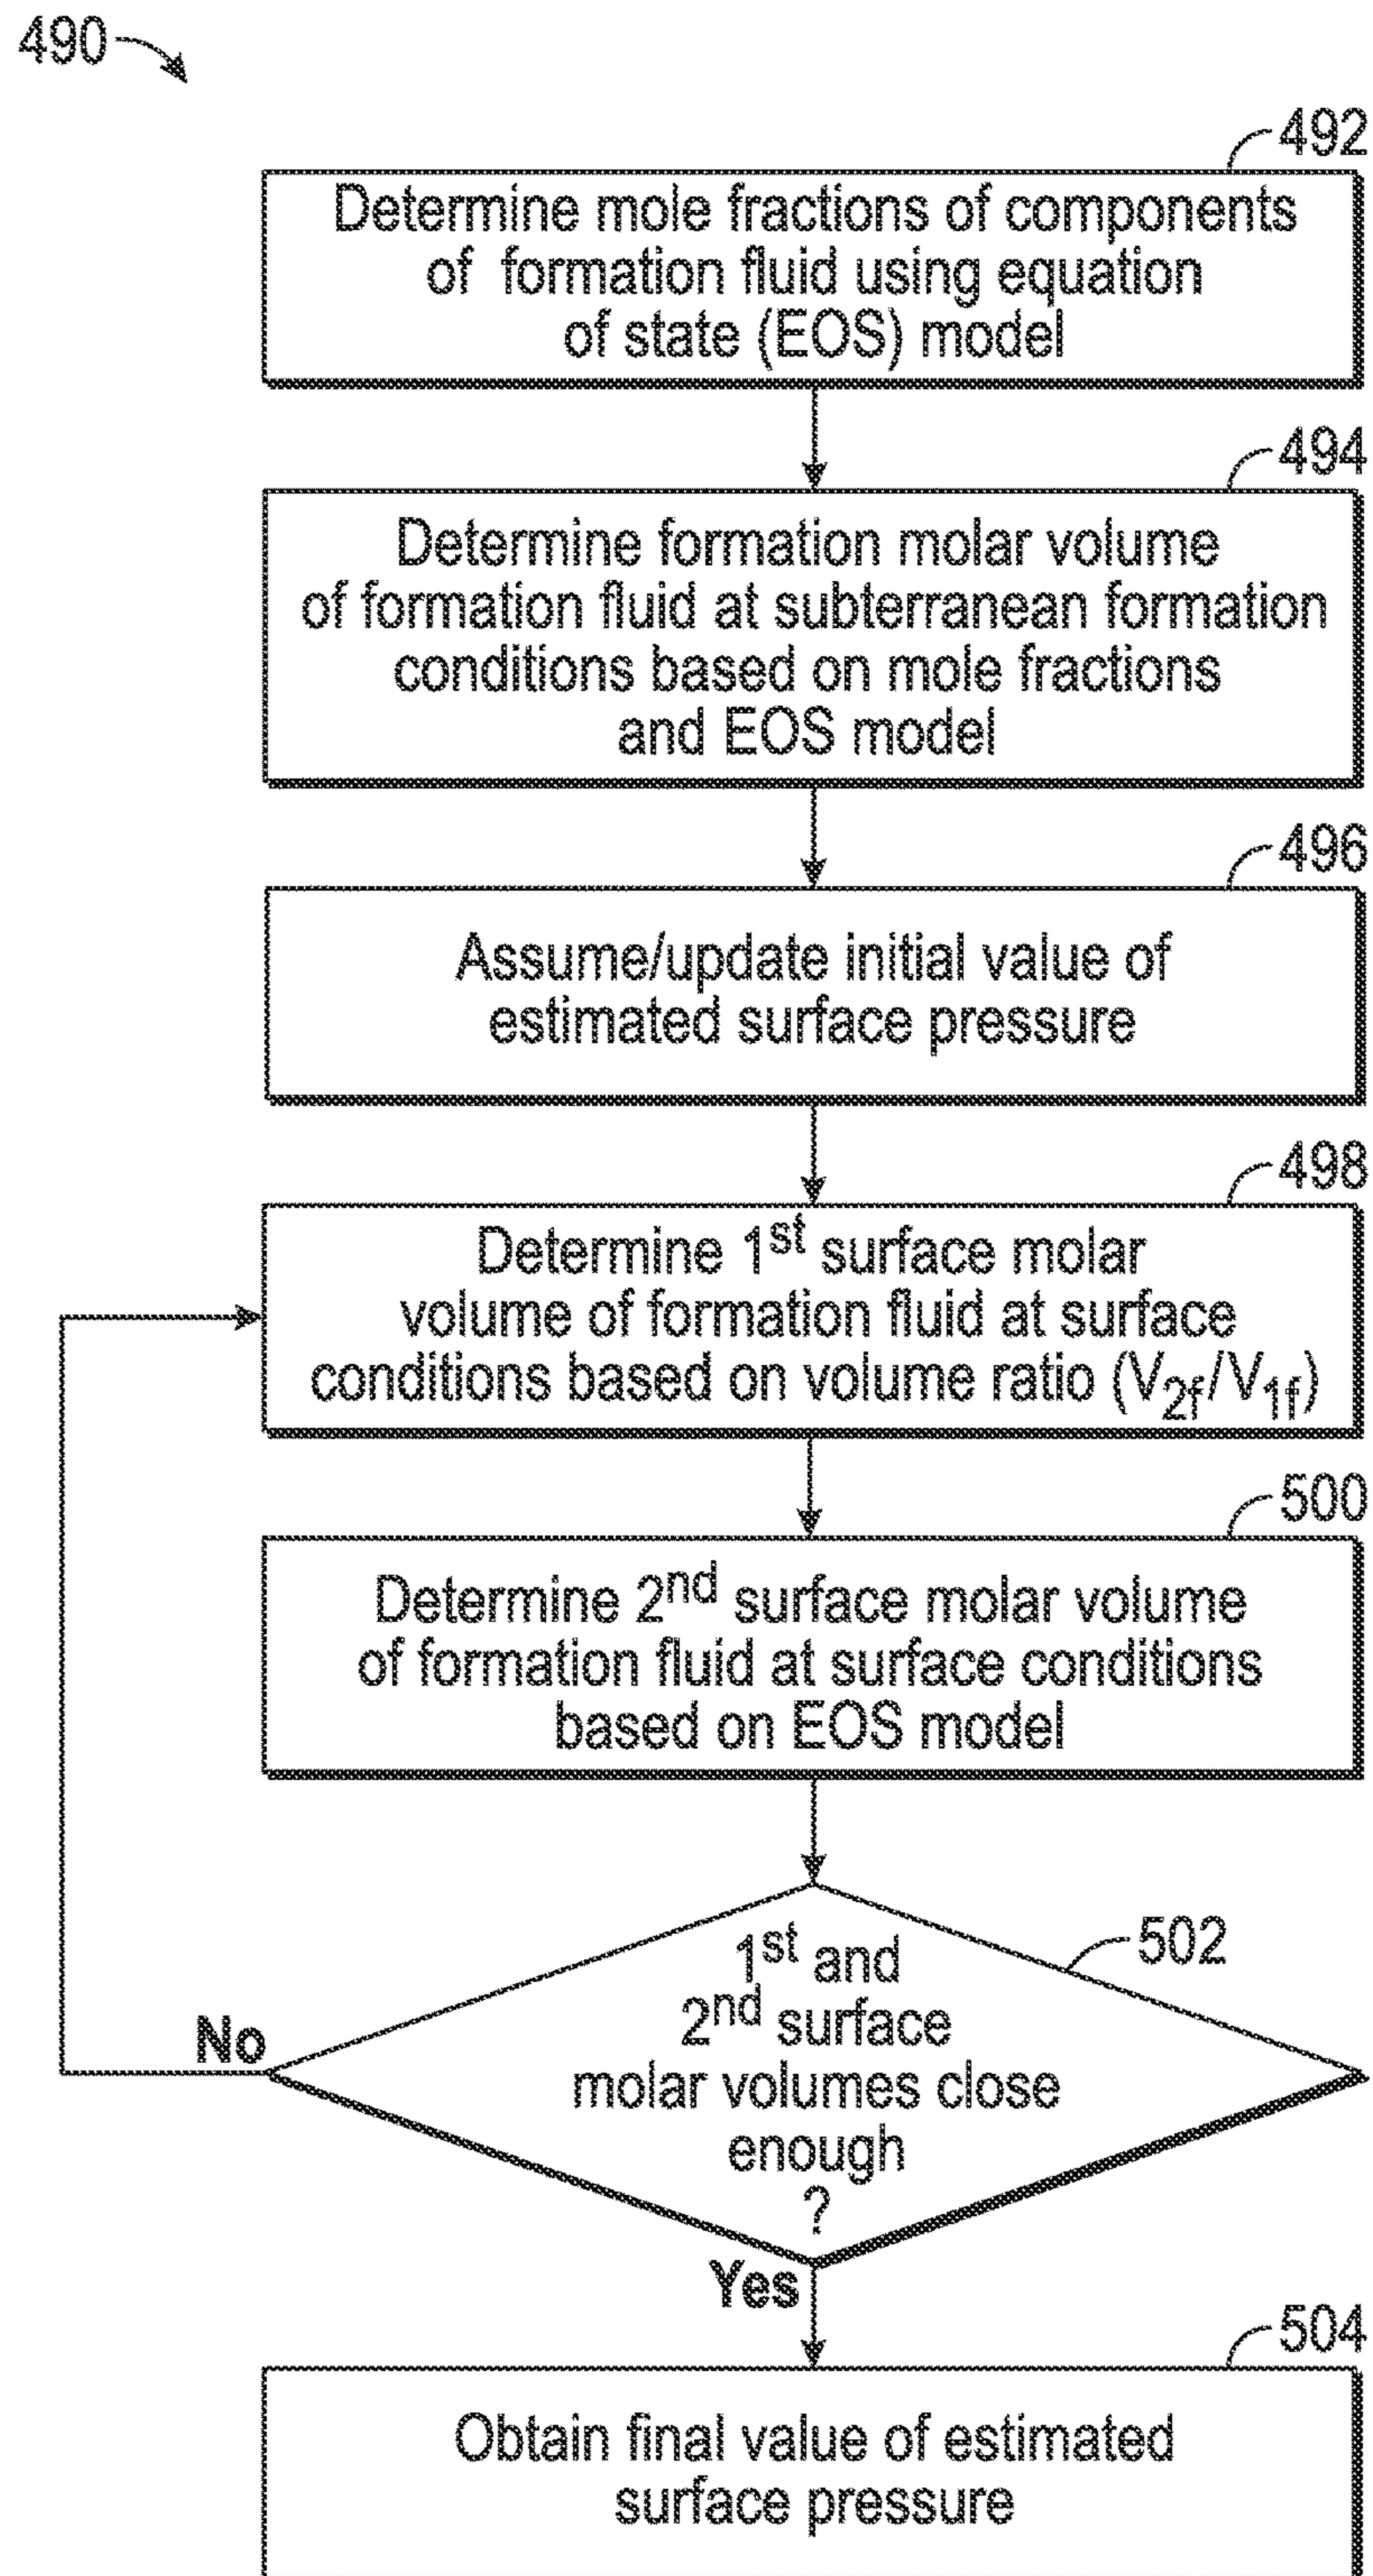 490
492
Determine mole fractions of components
of formation fluid using equation
of state (EOS) model
494
Determine formation molar volume
of formation fluid at subterranean formation
conditions based on mole fractions
and EOS model
496
Assume/update initial value of
estimated surface pressure
498
Determine 1st surface molar
volume of formation fluid at surface
conditions based on volume ratio (V2f/V1f)
500
Determine 2nd surface molar volume
of formation fluid at surface conditions
based on EOS model
502
1st and
2nd surface
molar volumes close
enough
?
No
Yes
504
Obtain final value of estimated
surface pressure